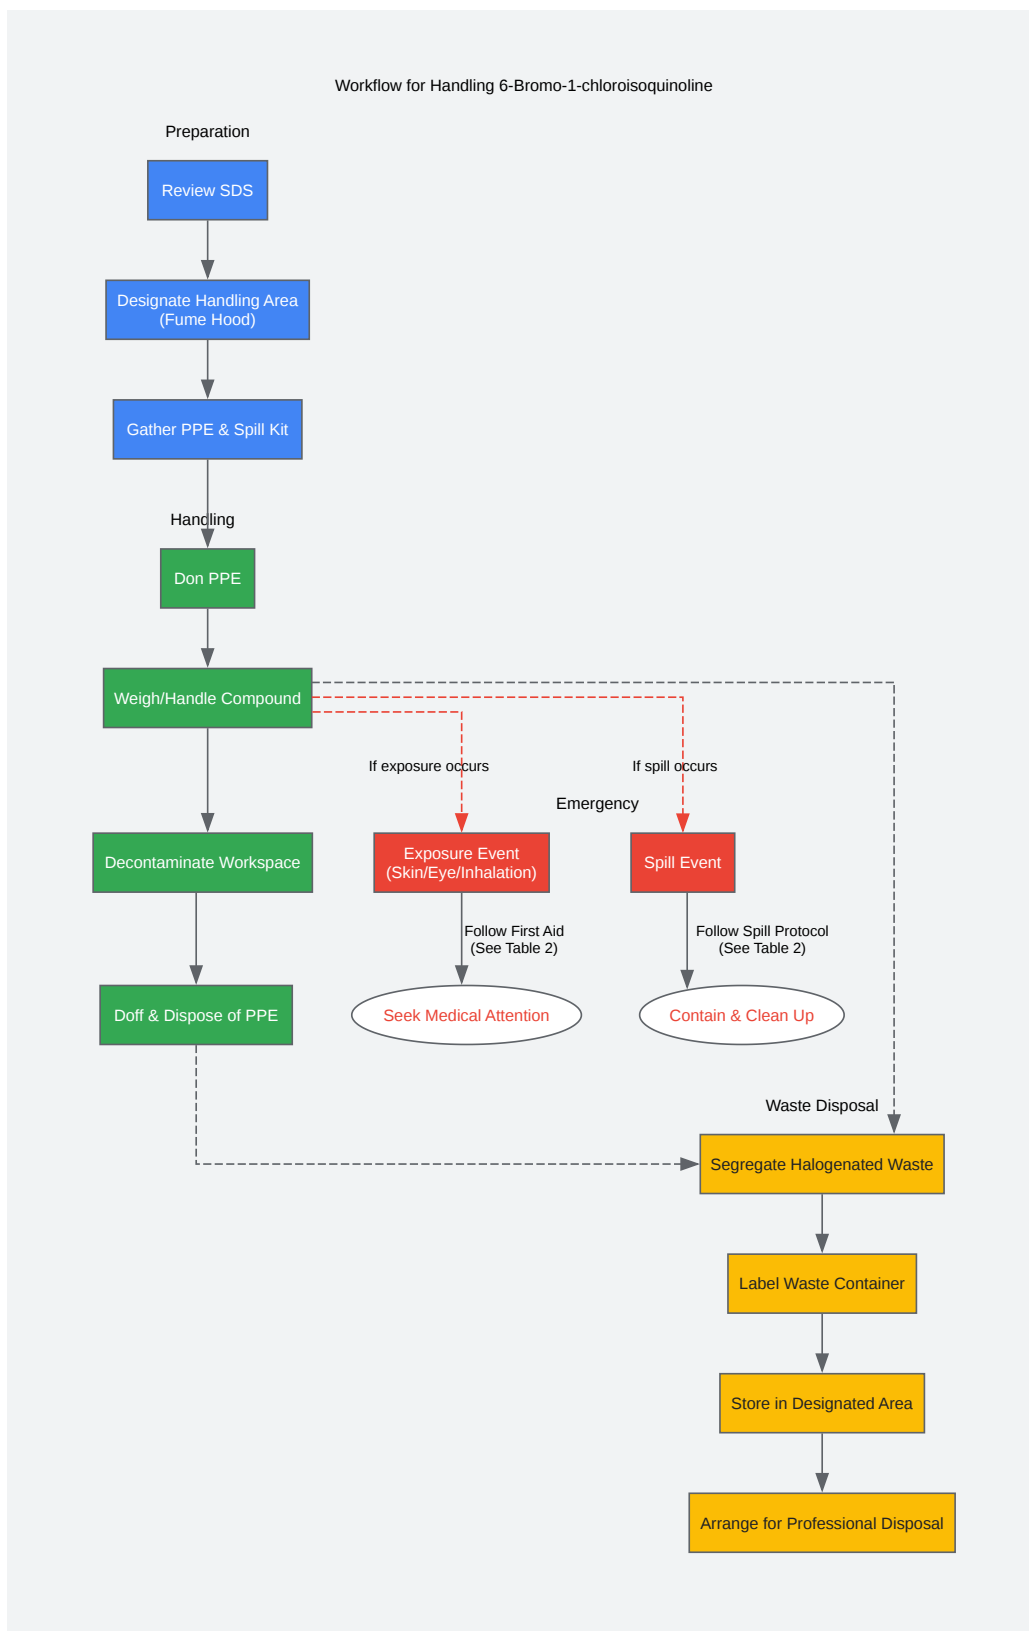 Workflow for Handling 6-Bromo-1-chloroisoquinoline
Preparation
Review SDS
Designate Handling Area
(Fume Hood)
Gather PPE & Spill Kit
Handling
Don PPE
Weigh/Handle Compound
If exposure occurs
If spill occurs
Emergency
Decontaminate Workspace
Exposure Event
(Skin/Eye/Inhalation)
Spill Event
Follow First Aid
(See Table 2)
Follow Spill Protocol
(See Table 2)
Doff & Dispose of PPE
Seek Medical Attention
Contain & Clean Up
Waste Disposal
Segregate Halogenated Waste
Label Waste Container
Store in Designated Area
Arrange for Professional Disposal